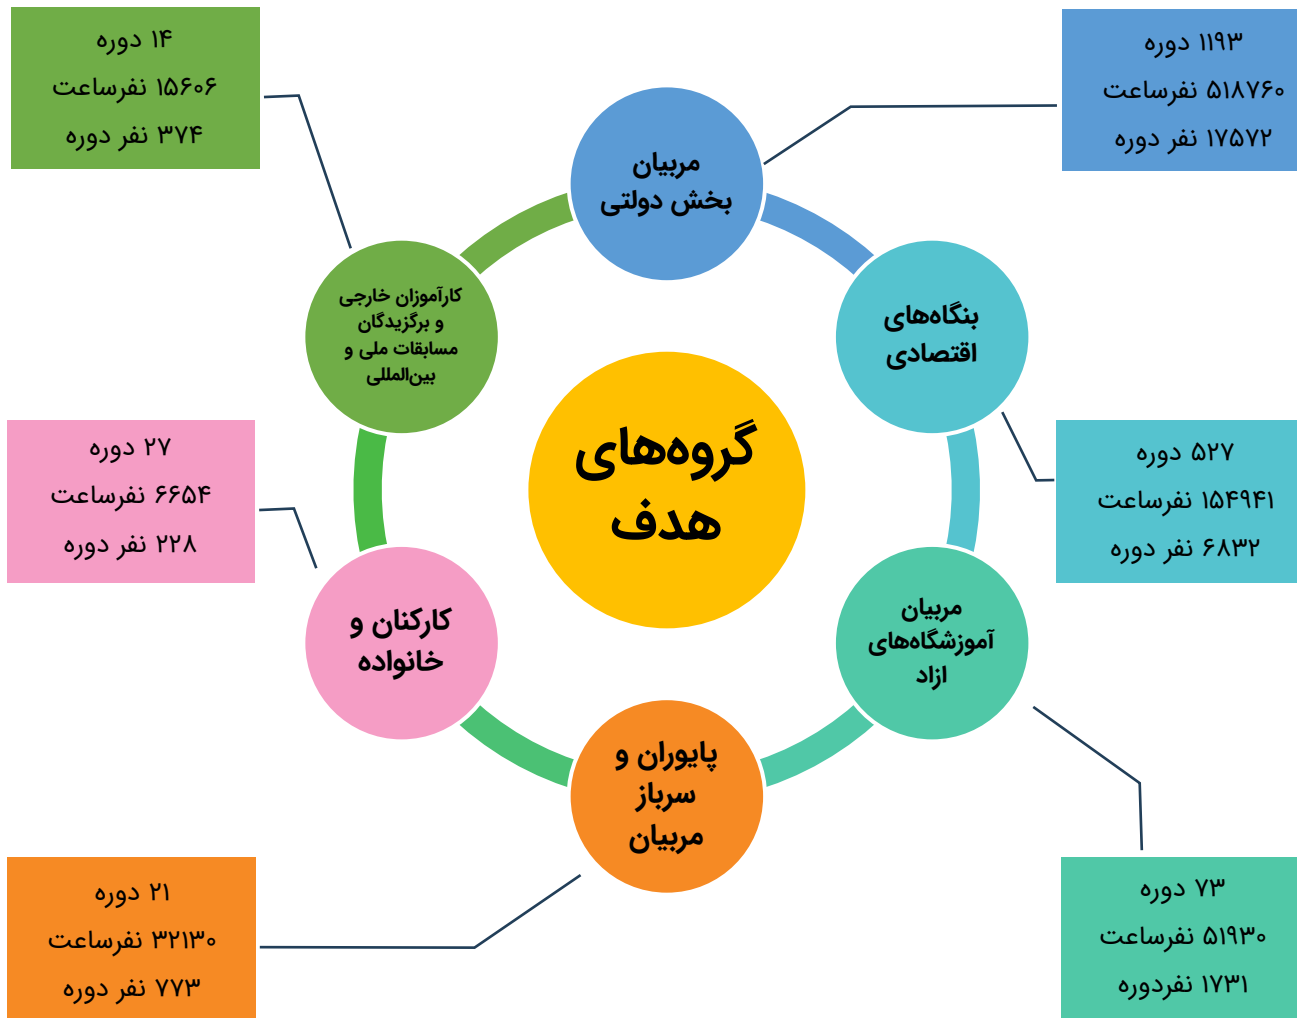 ۱۴ دوره
۱۵۶۰۶ نفرساعت
۳۷۴ نفر دوره
۱۱۹۳ دوره
۵۱۸۷۶۰ نفرساعت
۱۷۵۷۲ نفر دوره
مربیان
بخش دولتی
بنگاه‌های
اقتصادی
کارآموزان خارجی
و برگزیدگان
مسابقات ملی و
بین‌المللی
گروه‌های
هدف
۲۷ دوره
۶۶۵۴ نفرساعت
۲۲۸ نفر دوره
۵۲۷ دوره
۱۵۴۹۴۱ نفرساعت
۶۸۳۲ نفر دوره
کارکنان و
خانواده
مربیان
آموزشگاه‌های
ازاد
پایوران و
سرباز
مربیان
۲۱ دوره
۳۲۱۳۰ نفرساعت
۷۷۳ نفر دوره
۷۳ دوره
۵۱۹۳۰ نفرساعت
۱۷۳۱ نفردوره